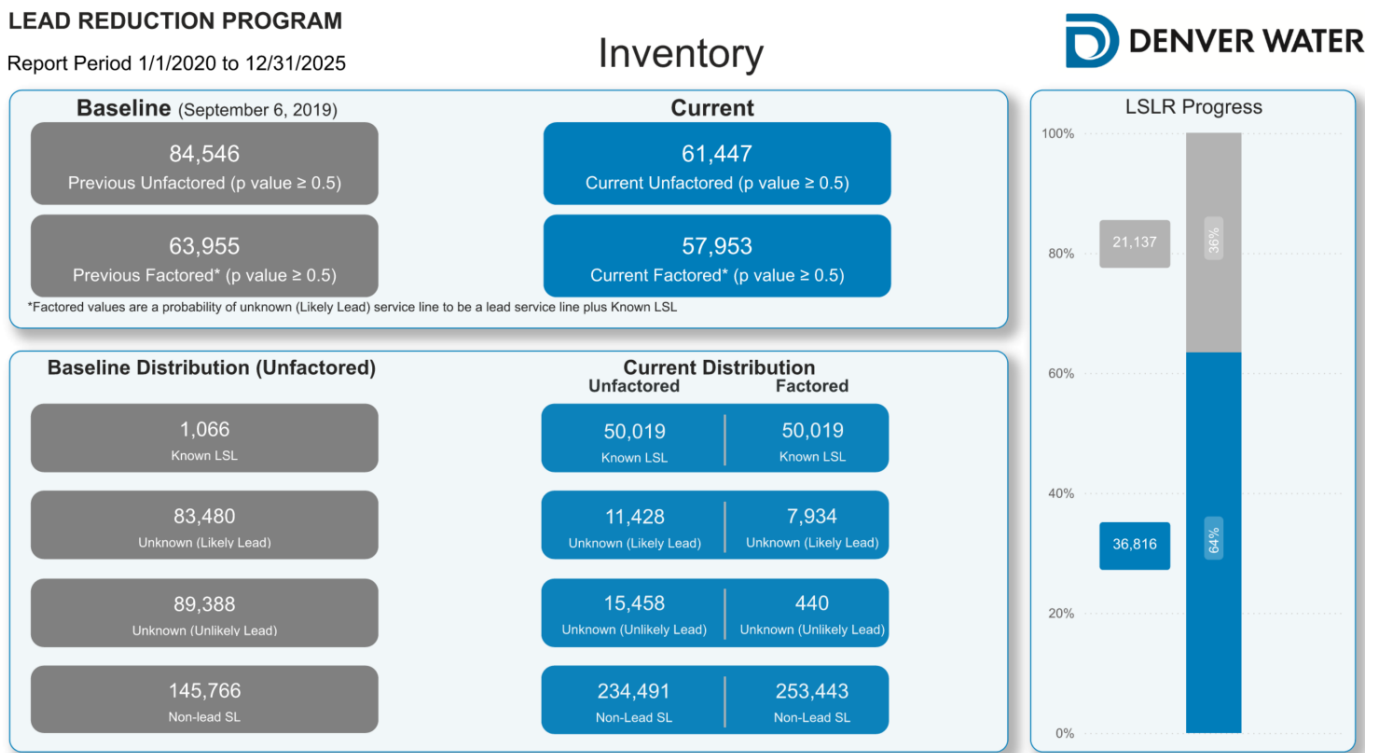 LEAD REDUCTION PROGRAM
Report Period 1/1/2020 to 12/31/2025
Inventory
DENVER WATER
Baseline (September 6, 2019)
84,546
Previous Unfactored (p value ≥ 0.5)
63,955
Previous Factored* (p value ≥ 0.5)
Current
61,447
Current Unfactored (p value ≥ 0.5)
57,953
Current Factored* (p value ≥ 0.5)
*Factored values are a probability of unknown (Likely Lead) service line to be a lead service line plus Known LSL
Baseline Distribution (Unfactored)
1,066
Known LSL
83,480
Unknown (Likely Lead)
89,388
Unknown (Unlikely Lead)
145,766
Non-lead SL
Current Distribution
Unfactored Factored
50,019 50,019
Known LSL Known LSL
11,428 7,934
Unknown (Likely Lead) Unknown (Likely Lead)
15,458 440
Unknown (Unlikely Lead) Unknown (Unlikely Lead)
234,491 253,443
Non-Lead SL Non-Lead SL
LSLR Progress
100%
21,137 36%
80%
60%
40%
36,816 64%
20%
0%